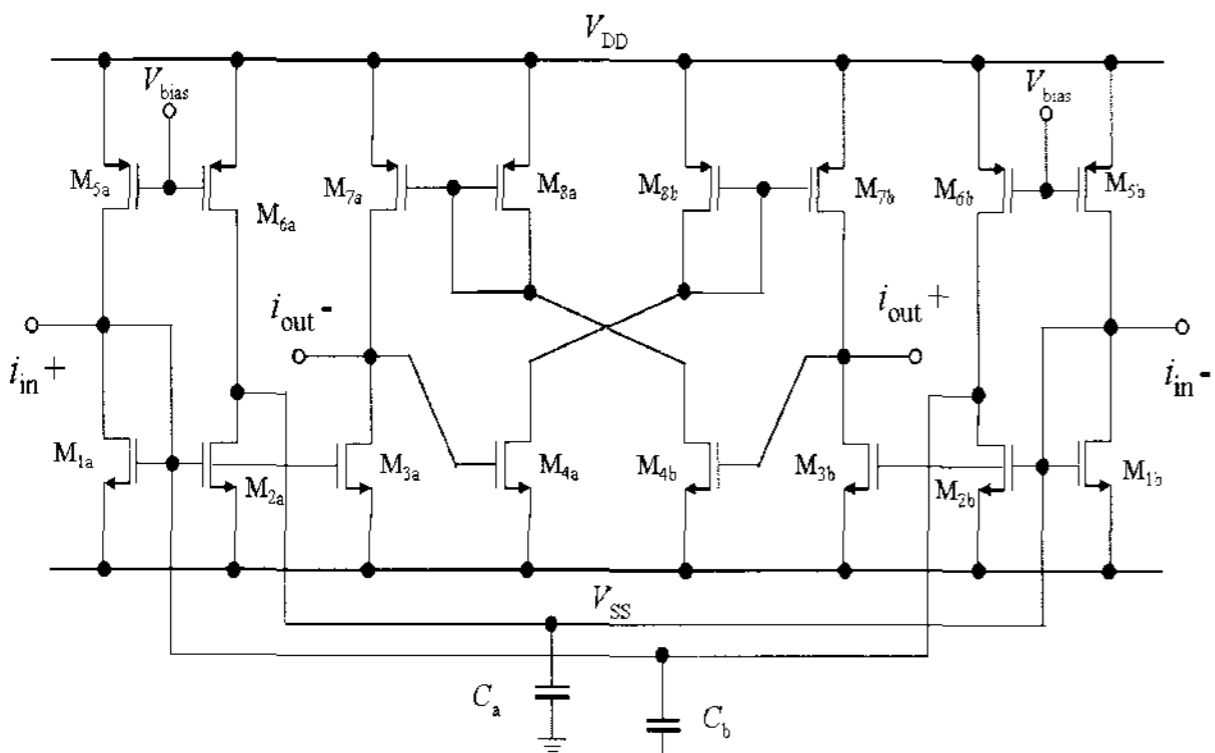 V_DD
V_bias
V_bias
M_5a
M_6a
M_7a
M_8a
M_8b
M_7b
M_6b
M_5b
i_out -
i_out +
i_in +
i_in -
M_1a
M_2a
M_3a
M_4a
M_4b
M_3b
M_2b
M_1b
V_SS
C_a
C_b